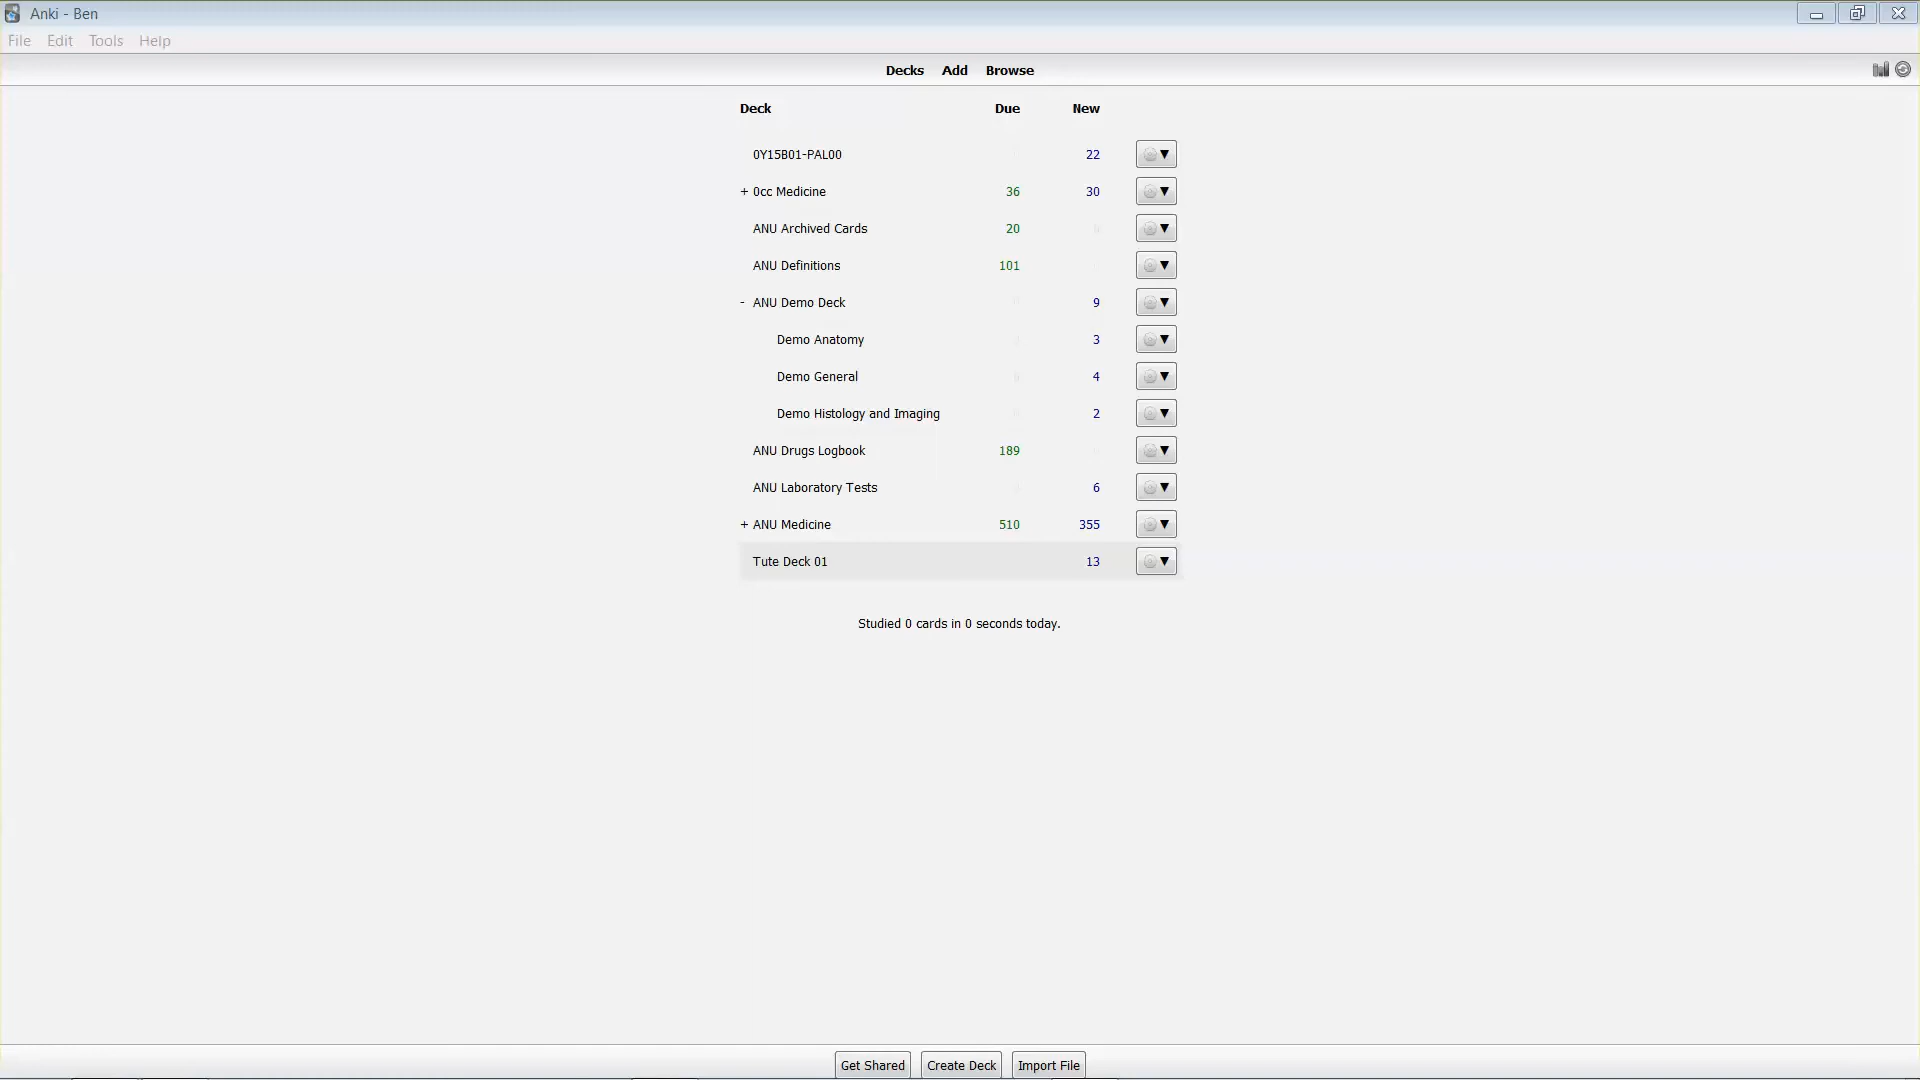 Anki - Ben
File Edit Tools Help
Decks Add Browse
Deck Due New
0Y15B01-PAL00 22
+ 0cc Medicine 36 30
ANU Archived Cards 20
ANU Definitions 101
- ANU Demo Deck 9
Demo Anatomy 3
Demo General 4
Demo Histology and Imaging 2
ANU Drugs Logbook 189
ANU Laboratory Tests 6
+ ANU Medicine 510 355
Tute Deck 01 13
Studied 0 cards in 0 seconds today.
Get Shared Create Deck Import File